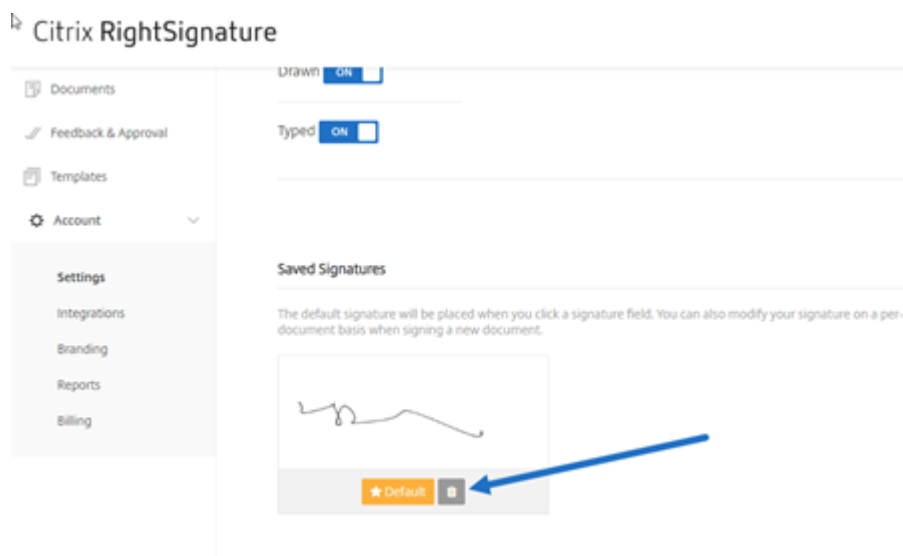 Citrix RightSignature
Documents
Feedback & Approval
Templates
Account
Settings
Integrations
Branding
Reports
Billing
Drawn ON
Typed ON
Saved Signatures
The default signature will be placed when you click a signature field. You can also modify your signature on a per-
document basis when signing a new document.
Default